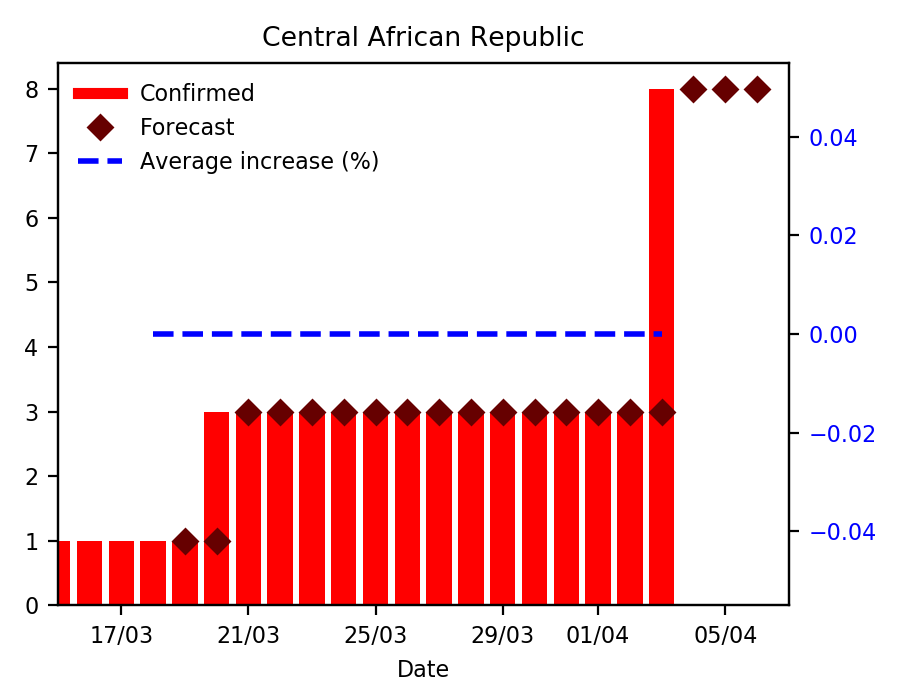 Central African Republic
Confirmed
Forecast
Average increase (%)
8
7
6
5
4
3
2
1
0
0.04
0.02
0.00
−0.02
−0.04
17/03 21/03 25/03 29/03 01/04 05/04
Date